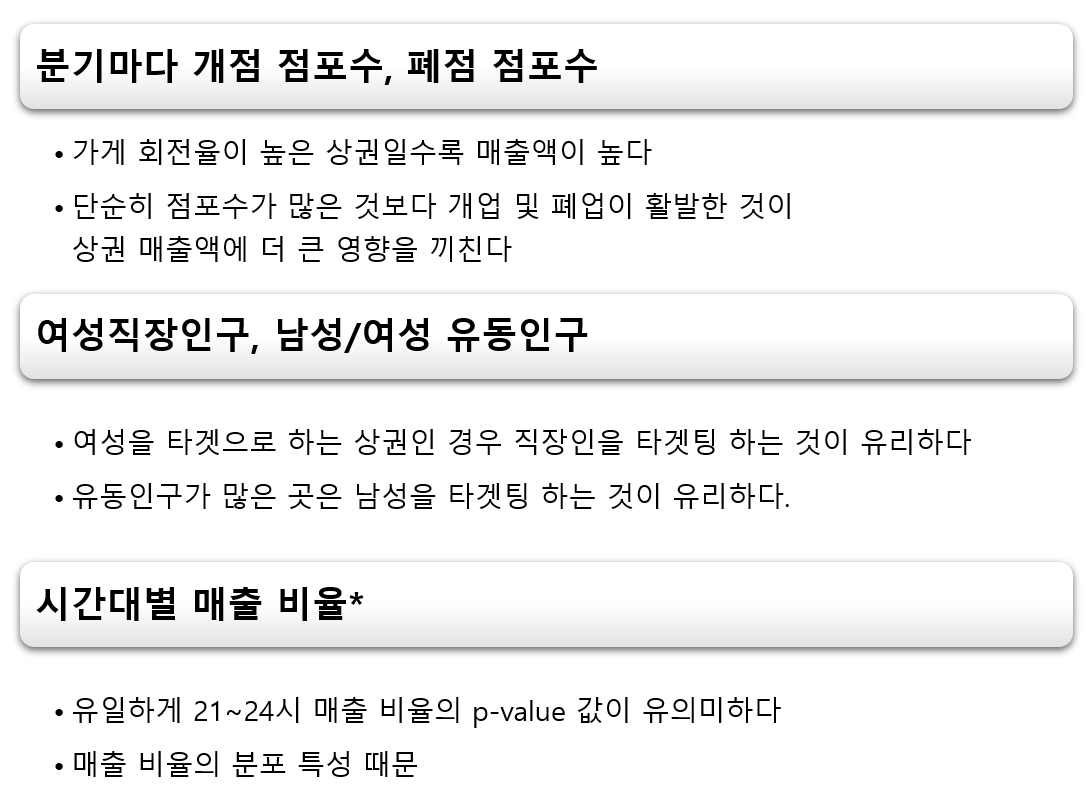 분기마다 개점 점포수, 폐점 점포수
• 가게 회전율이 높은 상권일수록 매출액이 높다
• 단순히 점포수가 많은 것보다 개업 및 폐업이 활발한 것이
상권 매출액에 더 큰 영향을 끼친다
여성직장인구, 남성/여성 유동인구
• 여성을 타겟으로 하는 상권인 경우 직장인을 타겟팅 하는 것이 유리하다
• 유동인구가 많은 곳은 남성을 타겟팅 하는 것이 유리하다.
시간대별 매출 비율*
• 유일하게 21~24시 매출 비율의 p-value 값이 유의미하다
• 매출 비율의 분포 특성 때문